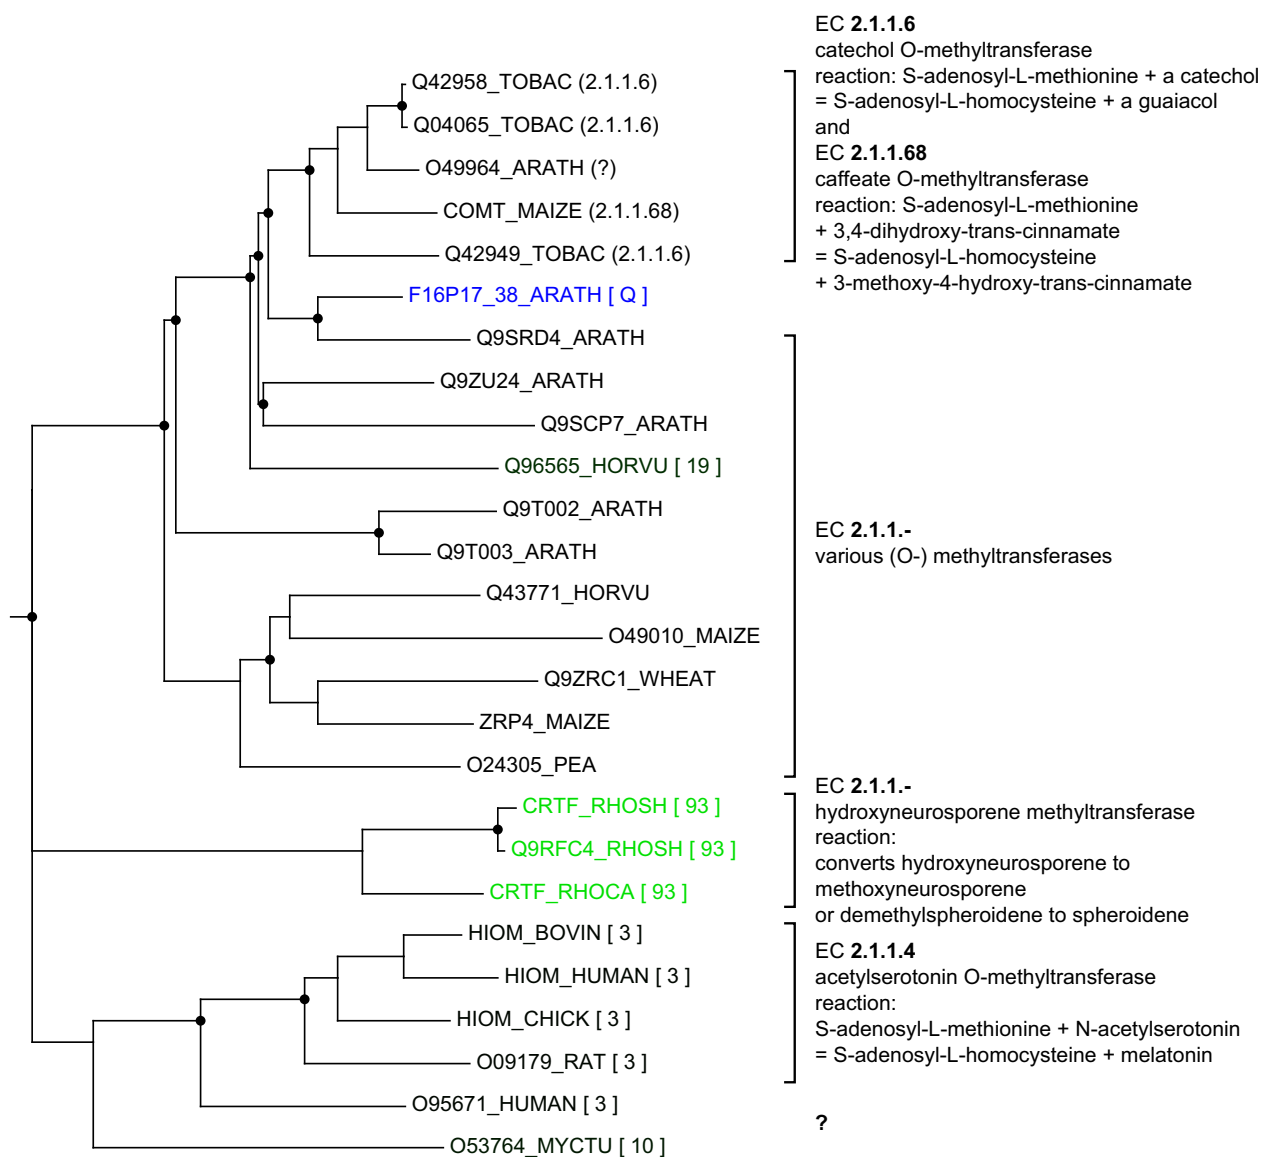 EC 2.1.1.6
catechol O-methyltransferase
reaction: S-adenosyl-L-methionine + a catechol
= S-adenosyl-L-homocysteine + a guaiacol
and
EC 2.1.1.68
caffeate O-methyltransferase
reaction: S-adenosyl-L-methionine
+ 3,4-dihydroxy-trans-cinnamate
= S-adenosyl-L-homocysteine
+ 3-methoxy-4-hydroxy-trans-cinnamate
Q42958_TOBAC (2.1.1.6)
Q04065_TOBAC (2.1.1.6)
O49964_ARATH (?)
COMT_MAIZE (2.1.1.68)
Q42949_TOBAC (2.1.1.6)
F16P17_38_ARATH [ Q ]
Q9SRD4_ARATH
Q9ZU24_ARATH
Q9SCP7_ARATH
Q96565_HORVU [ 19 ]
Q9T002_ARATH
Q9T003_ARATH
Q43771_HORVU
O49010_MAIZE
Q9ZRC1_WHEAT
ZRP4_MAIZE
O24305_PEA
EC 2.1.1.-
various (O-) methyltransferases
CRTF_RHOSH [ 93 ]
Q9RFC4_RHOSH [ 93 ]
CRTF_RHOCA [ 93 ]
EC 2.1.1.-
hydroxyneurosporene methyltransferase
reaction:
converts hydroxyneurosporene to
methoxyneurosporene
or demethylspheroidene to spheroidene
HIOM_BOVIN [ 3 ]
HIOM_HUMAN [ 3 ]
HIOM_CHICK [ 3 ]
O09179_RAT [ 3 ]
EC 2.1.1.4
acetylserotonin O-methyltransferase
reaction:
S-adenosyl-L-methionine + N-acetylserotonin
= S-adenosyl-L-homocysteine + melatonin
O95671_HUMAN [ 3 ]
?
O53764_MYCTU [ 10 ]